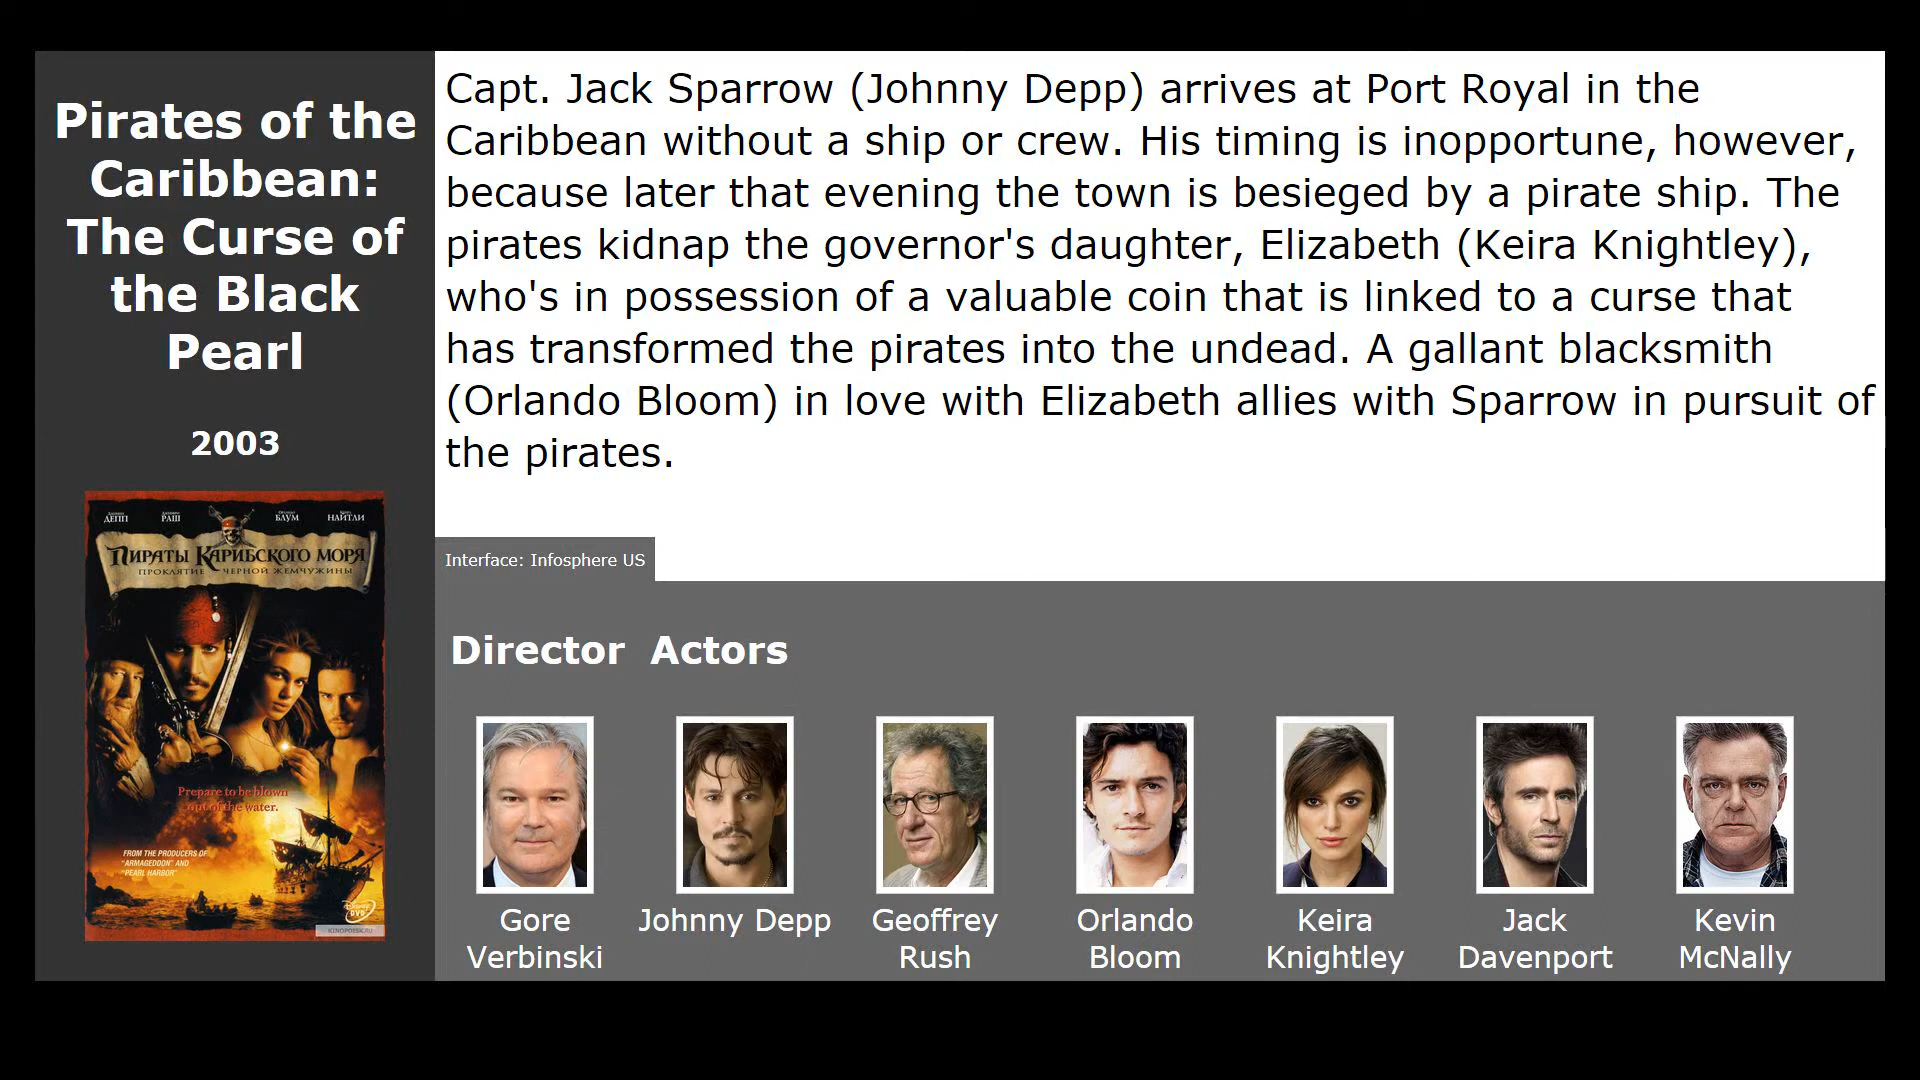 Pirates of the
Caribbean:
The Curse of
the Black
Pearl
2003
ДЕПП
РАШ
БЛУМ
НАЙТЛИ
ПИРАТЫ КАРИБСКОГО МОРЯ
ПРОКЛЯТИЕ ЧЕРНОЙ ЖЕМЧУЖИНЫ
Prepare to be blown
out of the water.
FROM THE PRODUCERS OF
"ARMAGEDDON" AND
"PEARL HARBOR"
Disney
DVD
KINOPOISK.RU
Capt. Jack Sparrow (Johnny Depp) arrives at Port Royal in the
Caribbean without a ship or crew. His timing is inopportune, however,
because later that evening the town is besieged by a pirate ship. The
pirates kidnap the governor's daughter, Elizabeth (Keira Knightley),
who's in possession of a valuable coin that is linked to a curse that
has transformed the pirates into the undead. A gallant blacksmith
(Orlando Bloom) in love with Elizabeth allies with Sparrow in pursuit of
the pirates.
Interface: Infosphere US
Director Actors
Gore
Verbinski
Johnny Depp
Geoffrey
Rush
Orlando
Bloom
Keira
Knightley
Jack
Davenport
Kevin
McNally